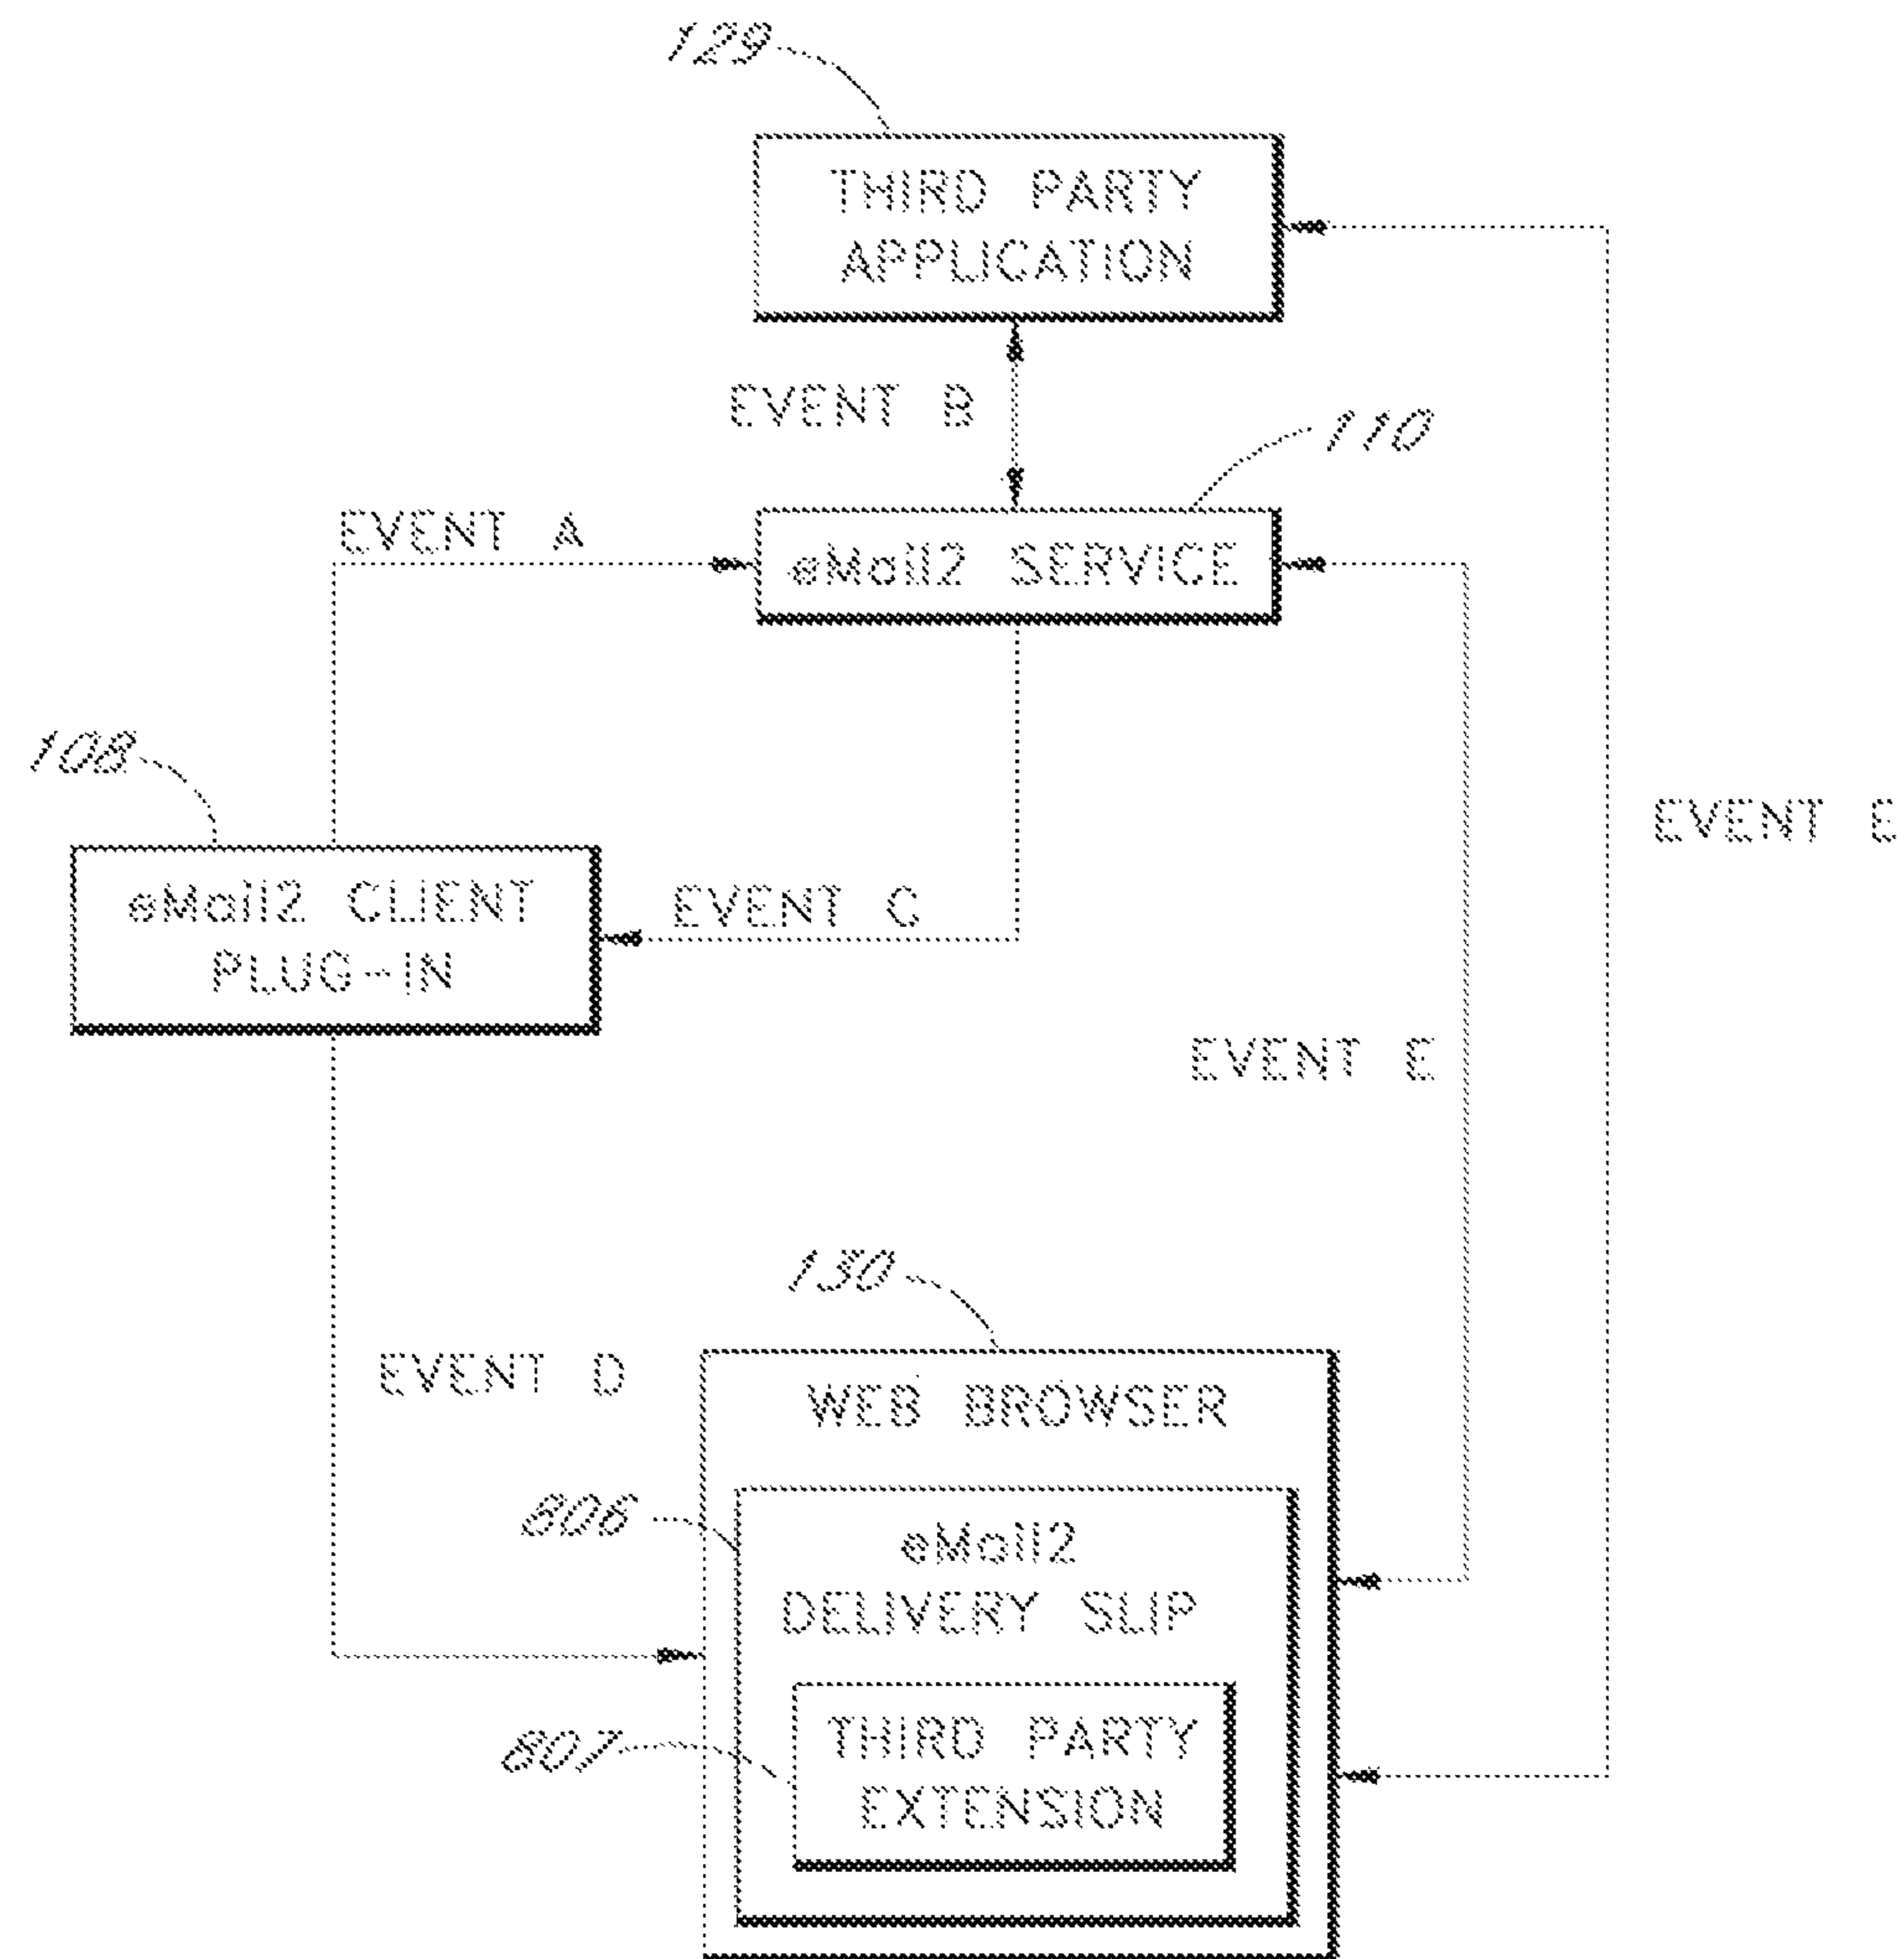 129
THIRD PARTY
APPLICATION
EVENT B
110
EVENT A
eMail2 SERVICE
108
EVENT E
eMail2 CLIENT
PLUG-IN
EVENT C
EVENT E
130
EVENT D
WEB BROWSER
806
eMail2
DELIVERY SLIP
807
THIRD PARTY
EXTENSION